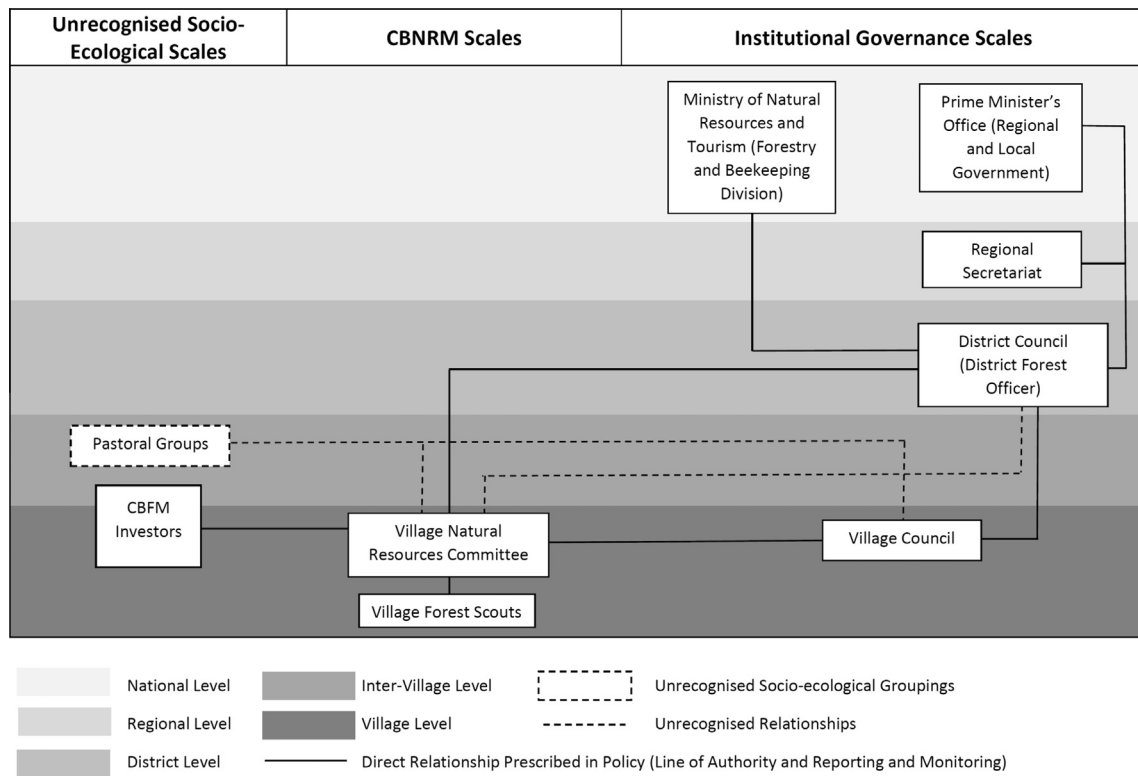 Unrecognised Socio-
Ecological Scales
CBNRM Scales
Institutional Governance Scales
Ministry of Natural
Resources and
Tourism (Forestry
and Beekeeping
Division)
Prime Minister’s
Office (Regional
and Local
Government)
Regional
Secretariat
District Council
(District Forest
Officer)
Pastoral Groups
CBFM
Investors
Village Natural
Resources Committee
Village Council
Village Forest Scouts
National Level
Inter-Village Level
Unrecognised Socio-ecological Groupings
Regional Level
Village Level
Unrecognised Relationships
District Level
Direct Relationship Prescribed in Policy (Line of Authority and Reporting and Monitoring)